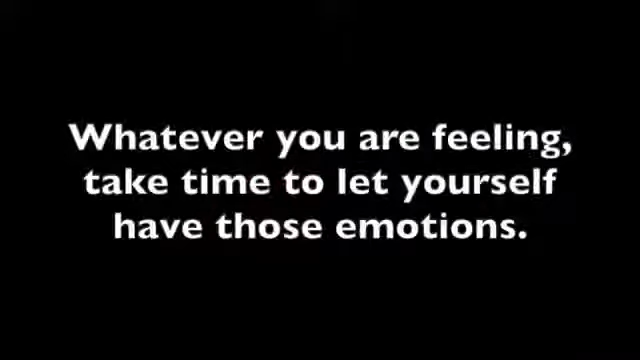 Whatever you are feeling,
take time to let yourself
have those emotions.